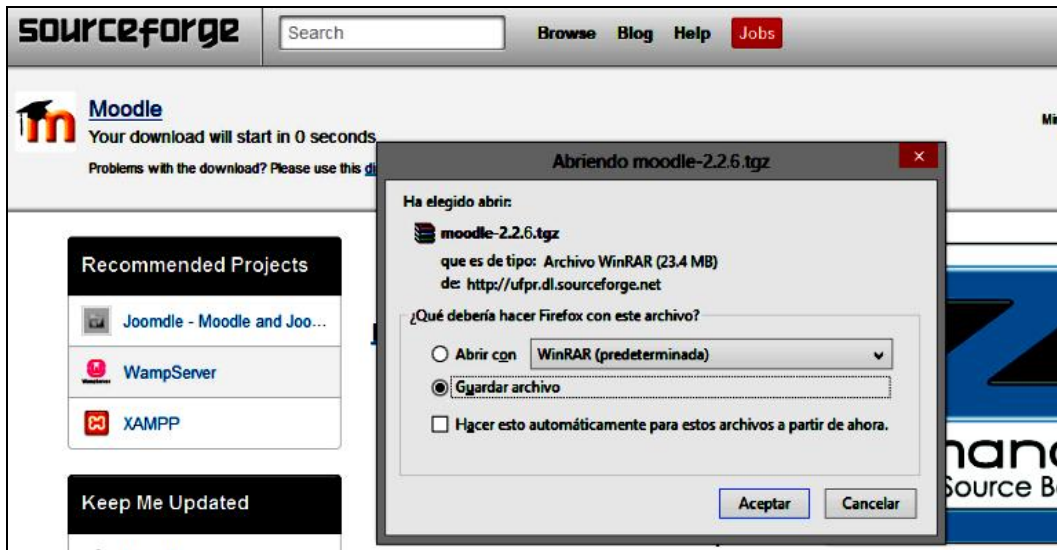 sourceforge
Search
Browse Blog Help Jobs
Moodle
Your download will start in 0 seconds
Problems with the download? Please use this
Abriendo moodle-2.2.6.tgz
Ha elegido abrir:
moodle-2.2.6.tgz
que es de tipo: Archivo WinRAR (23.4 MB)
de: http://ufpr.dl.sourceforge.net
¿Qué debería hacer Firefox con este archivo?
Abrir con WinRAR (predeterminada)
Guardar archivo
Hacer esto automáticamente para estos archivos a partir de ahora.
Aceptar Cancelar
Recommended Projects
Joomdle - Moodle and Joo...
WampServer
XAMPP
Keep Me Updated
Source